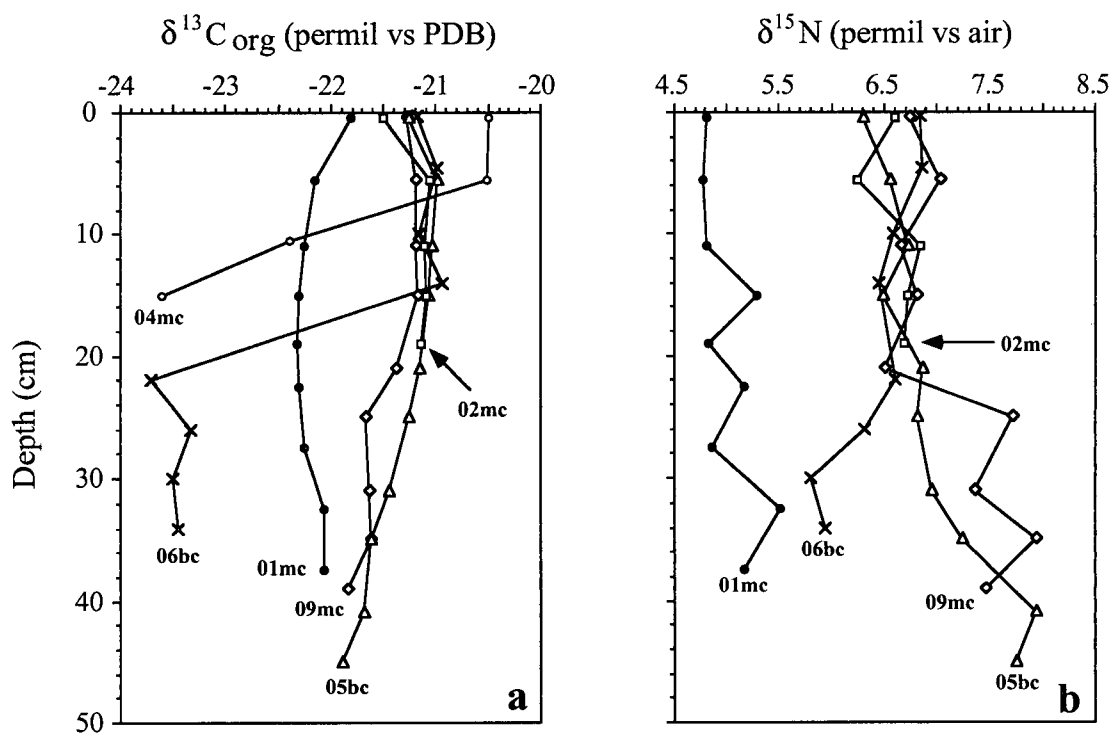 δ¹³C org (permil vs PDB)
-24 -23 -22 -21 -20
0
10
20
30
40
50
Depth (cm)
04mc
02mc
06bc
01mc
09mc
05bc
a
δ¹⁵N (permil vs air)
4.5 5.5 6.5 7.5 8.5
02mc
06bc
01mc
09mc
05bc
b